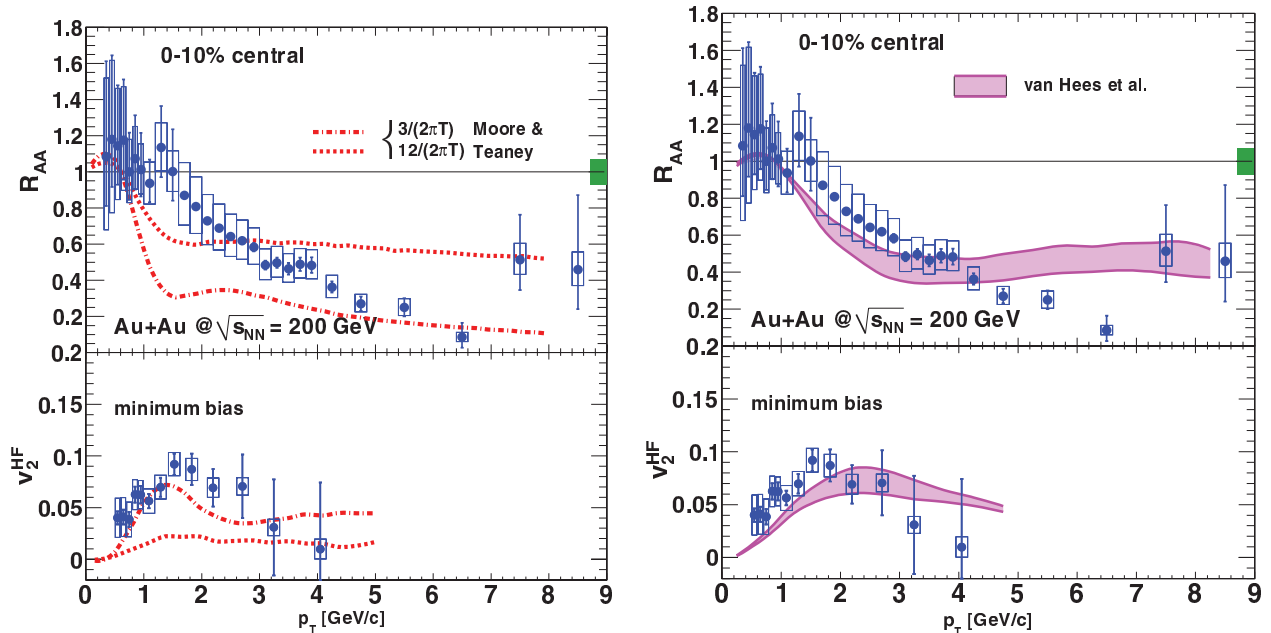 1.8
1.6
1.4
1.2
1
0.8
0.6
0.4
0.2
R_AA
0-10% central
3/(2πT) Moore &
12/(2πT) Teaney
Au+Au @ √s_NN = 200 GeV
0.2
0.15
0.1
0.05
0
v_2^HF
minimum bias
0 1 2 3 4 5 6 7 8 9
p_T [GeV/c]
1.8
1.6
1.4
1.2
1
0.8
0.6
0.4
0.2
R_AA
0-10% central
van Hees et al.
Au+Au @ √s_NN = 200 GeV
0.2
0.15
0.1
0.05
0
v_2^HF
minimum bias
0 1 2 3 4 5 6 7 8 9
p_T [GeV/c]